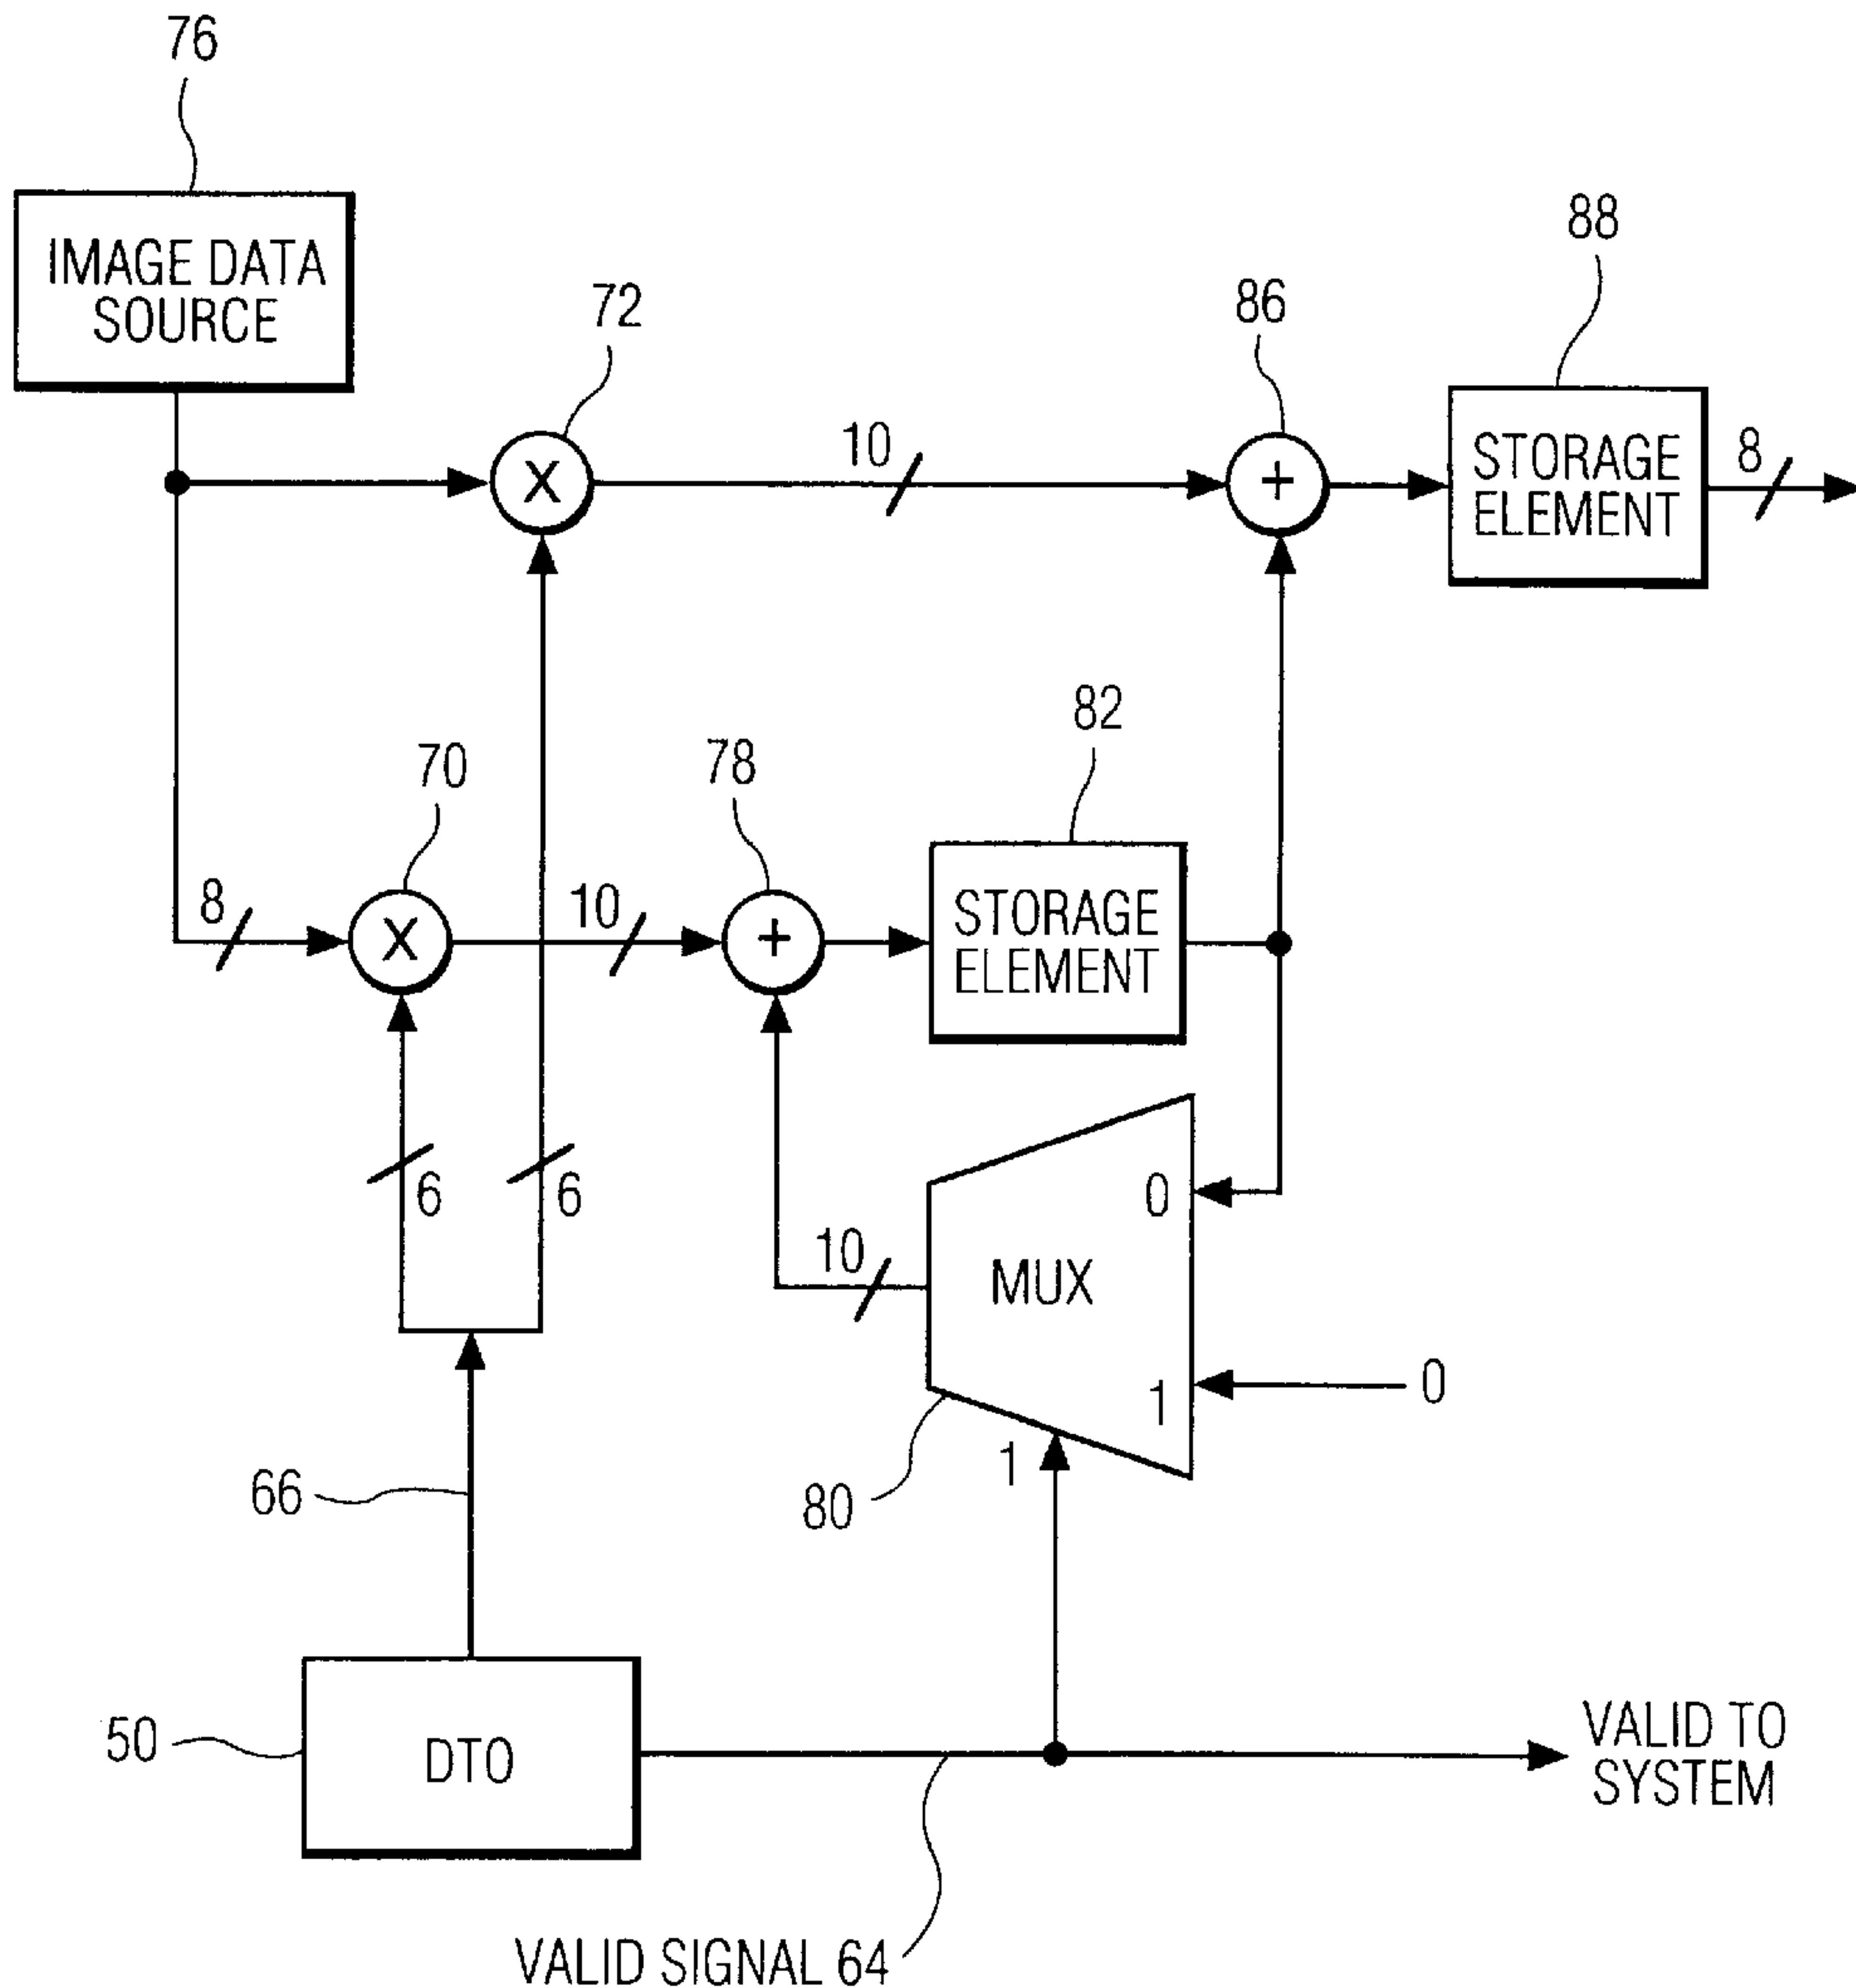 76
IMAGE DATA
SOURCE
72
86
88
X
10
+
STORAGE
ELEMENT
8
70
78
82
8
X
10
+
STORAGE
ELEMENT
6
6
0
10
MUX
1
0
1
80
66
50
DTO
VALID TO
SYSTEM
VALID SIGNAL 64